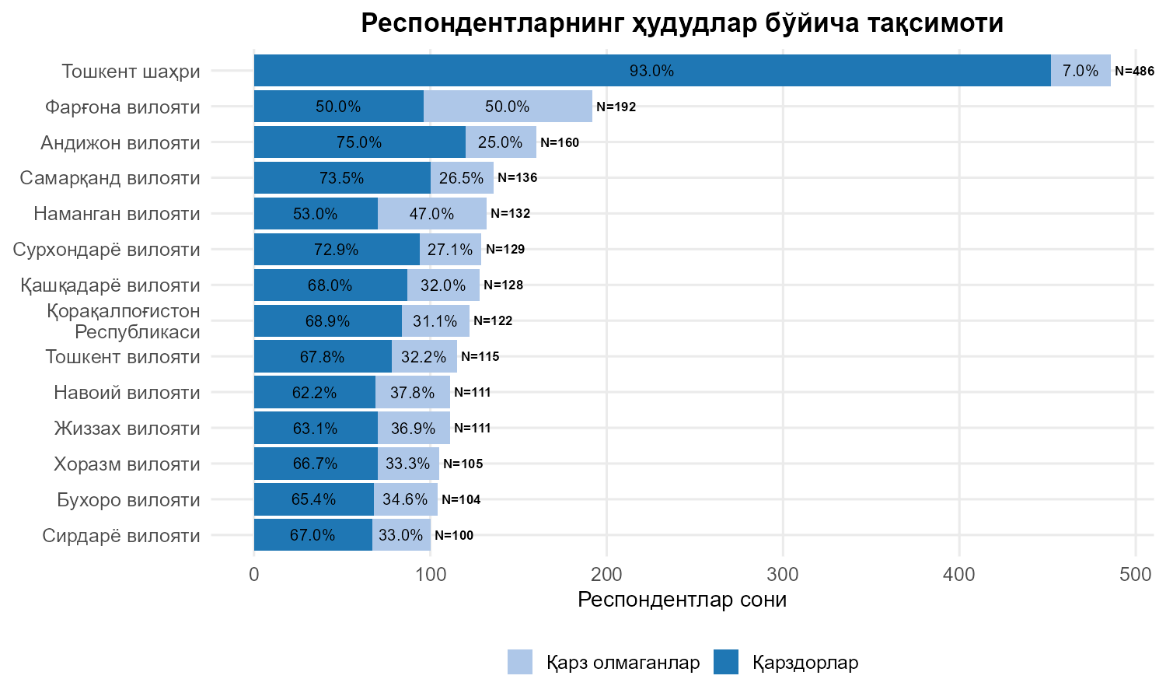 Респондентларнинг ҳудудлар бўйича тақсимоти
Тошкент шаҳри 93.0% 7.0% N=486
Фарғона вилояти 50.0% 50.0% N=192
Андижон вилояти 75.0% 25.0% N=160
Самарқанд вилояти 73.5% 26.5% N=136
Наманган вилояти 53.0% 47.0% N=132
Сурхондарё вилояти 72.9% 27.1% N=129
Қашқадарё вилояти 68.0% 32.0% N=128
Қорақалпоғистон
Республикаси 68.9% 31.1% N=122
Тошкент вилояти 67.8% 32.2% N=115
Навоий вилояти 62.2% 37.8% N=111
Жиззах вилояти 63.1% 36.9% N=111
Хоразм вилояти 66.7% 33.3% N=105
Бухоро вилояти 65.4% 34.6% N=104
Сирдарё вилояти 67.0% 33.0% N=100
0 100 200 300 400 500
Респондентлар сони
Қарз олмаганлар Қарздорлар